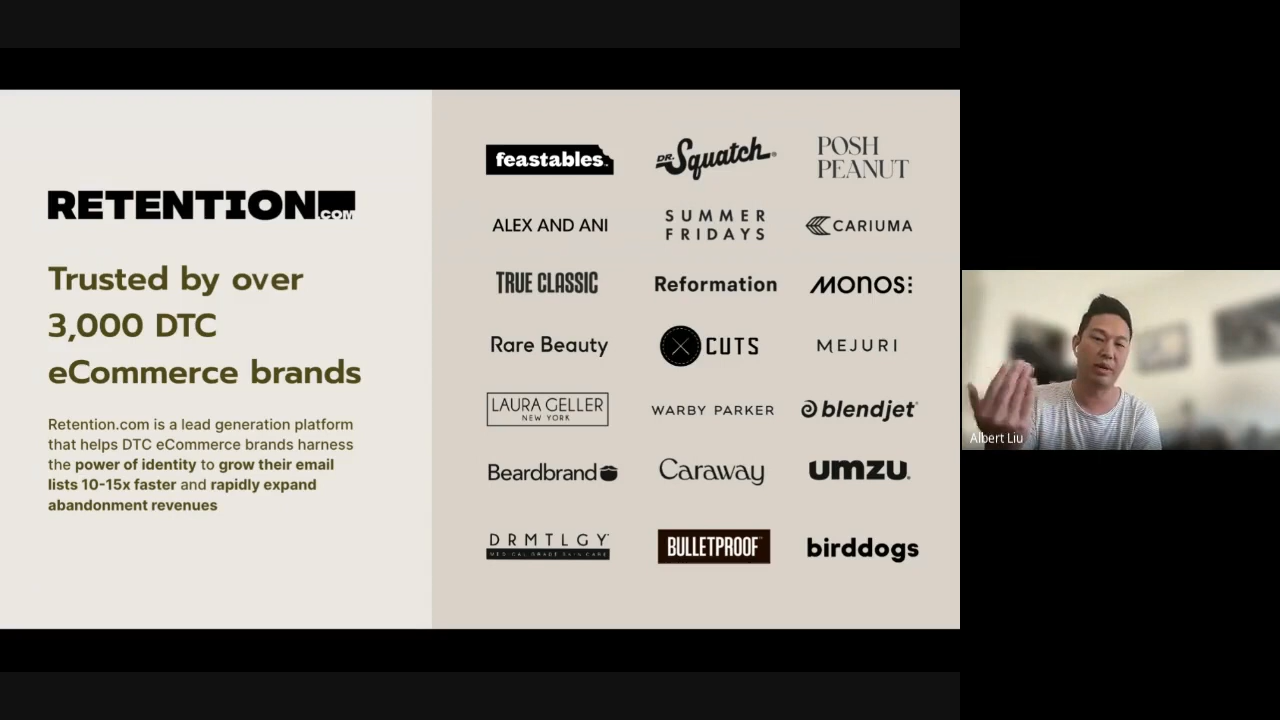 RETENTION.COM
Trusted by over
3,000 DTC
eCommerce brands
Retention.com is a lead generation platform
that helps DTC eCommerce brands harness
the power of identity to grow their email
lists 10-15x faster and rapidly expand
abandonment revenues
feastables.
DR. Squatch®
POSH
PEANUT
ALEX AND ANI
SUMMER
FRIDAYS
CARIUMA
TRUE CLASSIC
Reformation
MONOS
Rare Beauty
CUTS
MEJURI
LAURA GELLER
NEW YORK
WARBY PARKER
blendjet®
Beardbrand
Caraway
umzu.
DRMTLGY
MEDICAL GRADE SKIN CARE
BULLETPROOF™
birddogs
Albert Liu